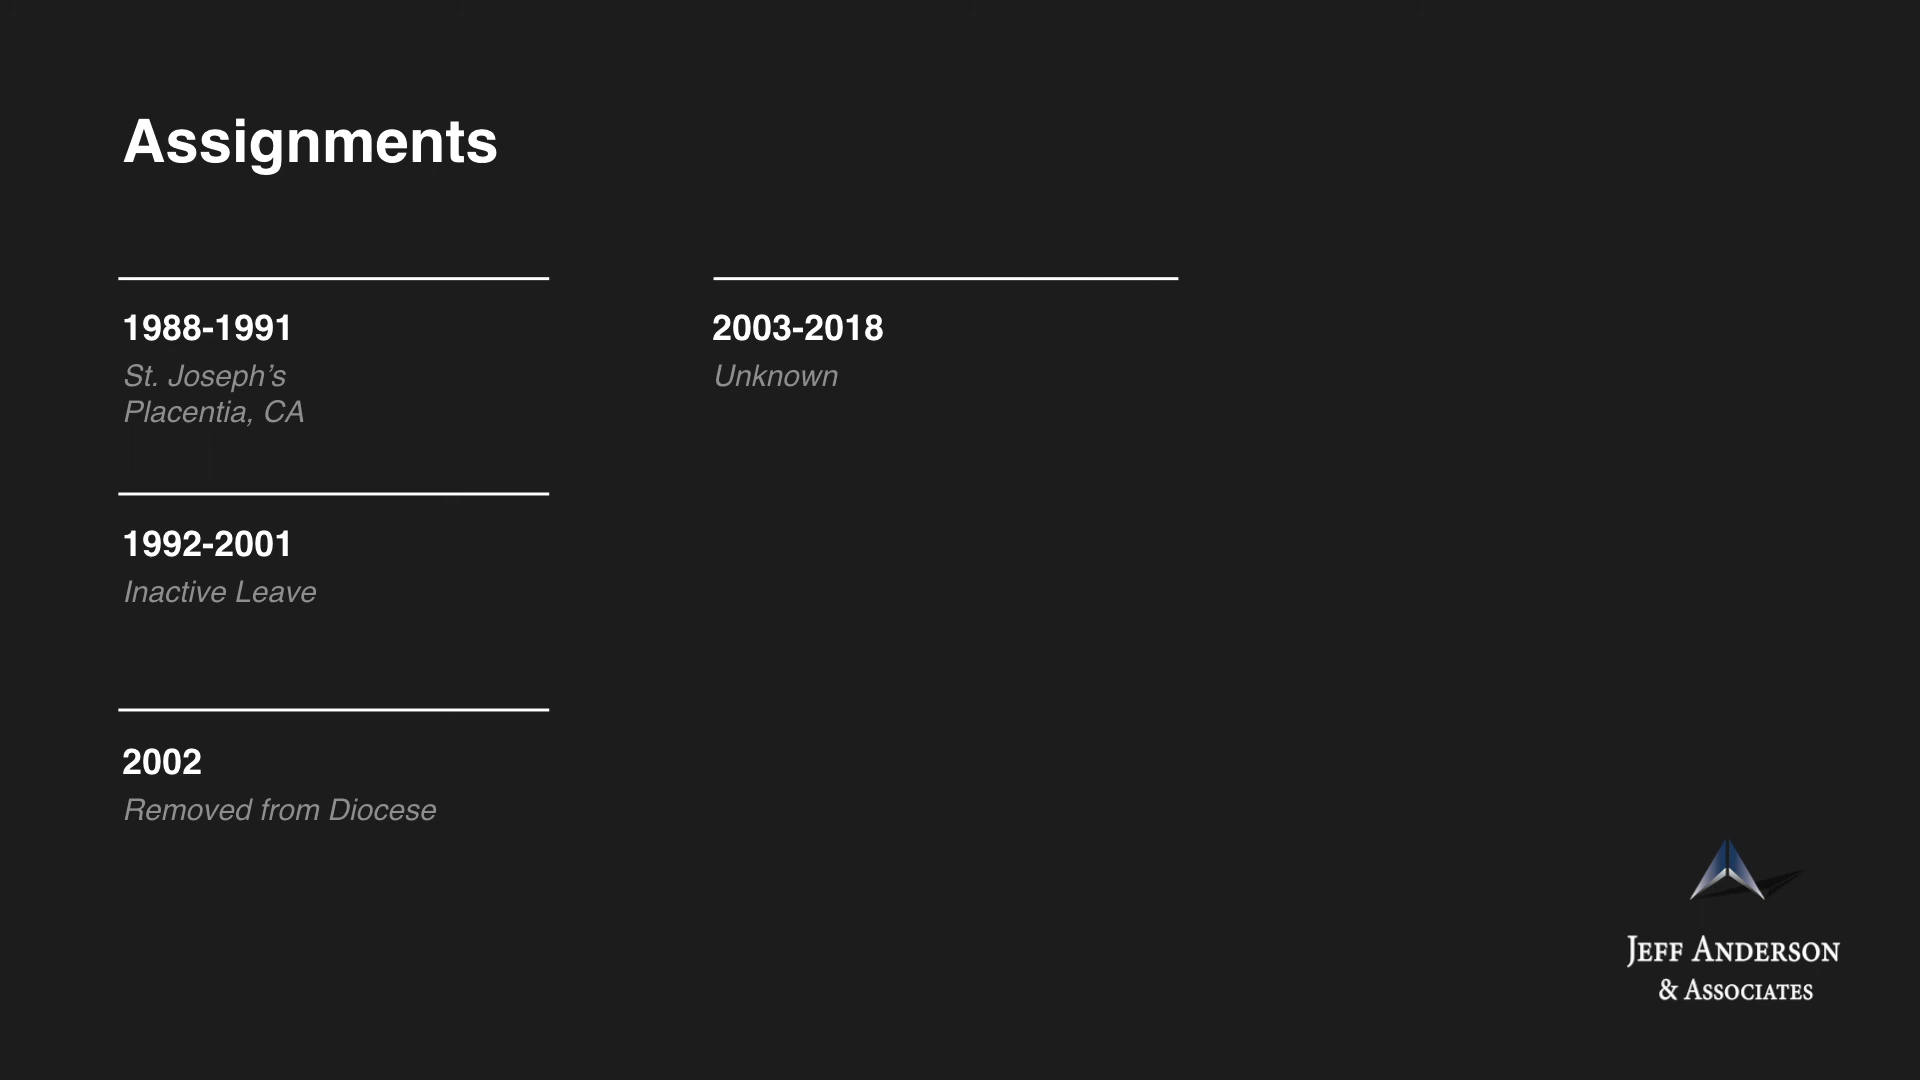 Assignments
1988-1991
St. Joseph’s
Placentia, CA
1992-2001
Inactive Leave
2002
Removed from Diocese
2003-2018
Unknown
JEFF ANDERSON
& ASSOCIATES